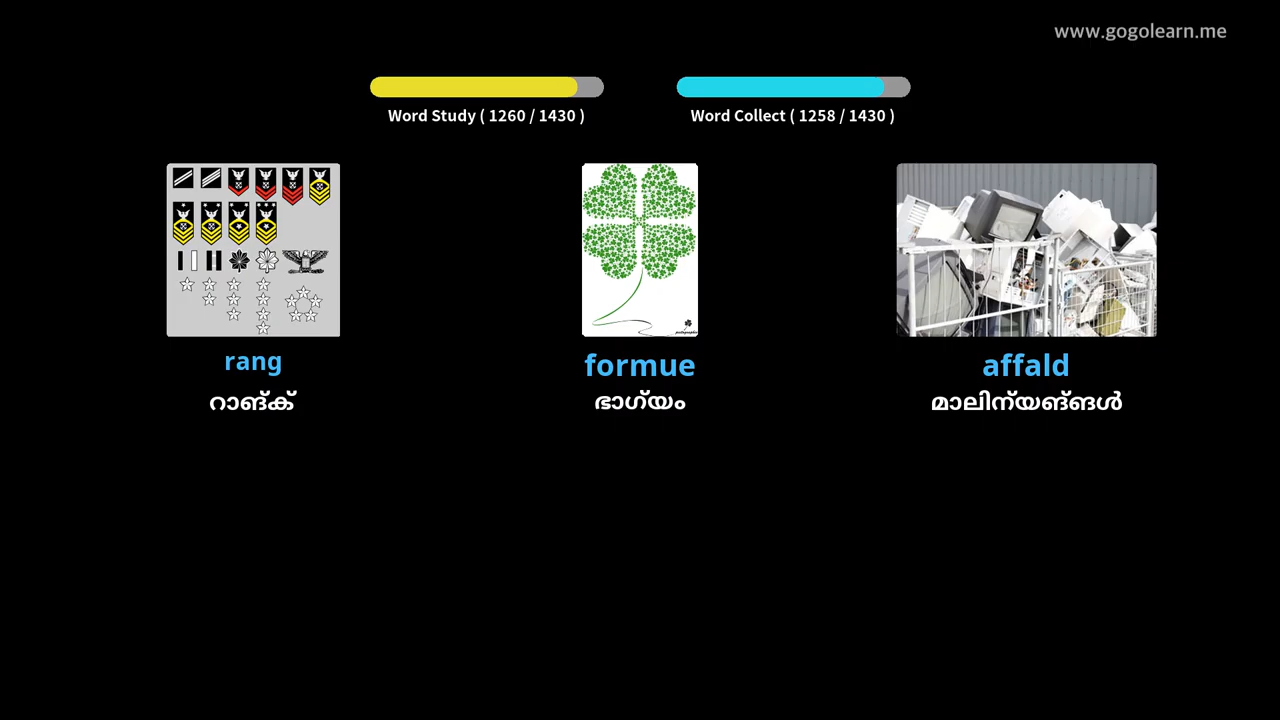 www.gogolearn.me
Word Study ( 1260 / 1430 )
Word Collect ( 1258 / 1430 )
rang
formue
affald
റാങ്ക്
ഭാഗ്യം
മാലിന്യങ്ങൾ